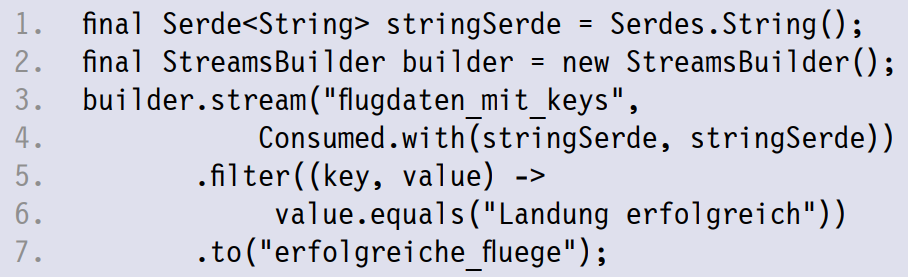 1. final Serde<String> stringSerde = Serdes.String();
2. final StreamsBuilder builder = new StreamsBuilder();
3. builder.stream("flugdaten_mit_keys",
4. Consumed.with(stringSerde, stringSerde))
5. .filter((key, value) ->
6. value.equals("Landung erfolgreich"))
7. .to("erfolgreiche_fluege");